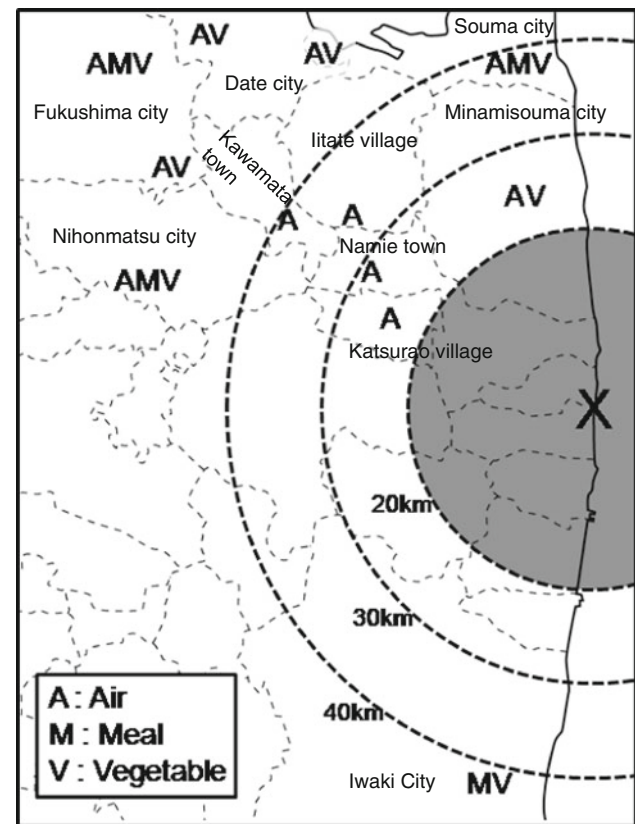 Souma city
AV
AV
AMV
AMV
Date city
Fukushima city
Minamisouma city
Iitate village
Kawamata
town
AV
AV
A
A
Nihonmatsu city
Namie town
AMV
A
A
Katsurao village
X
20km
30km
40km
A : Air
M : Meal
V : Vegetable
Iwaki City
MV